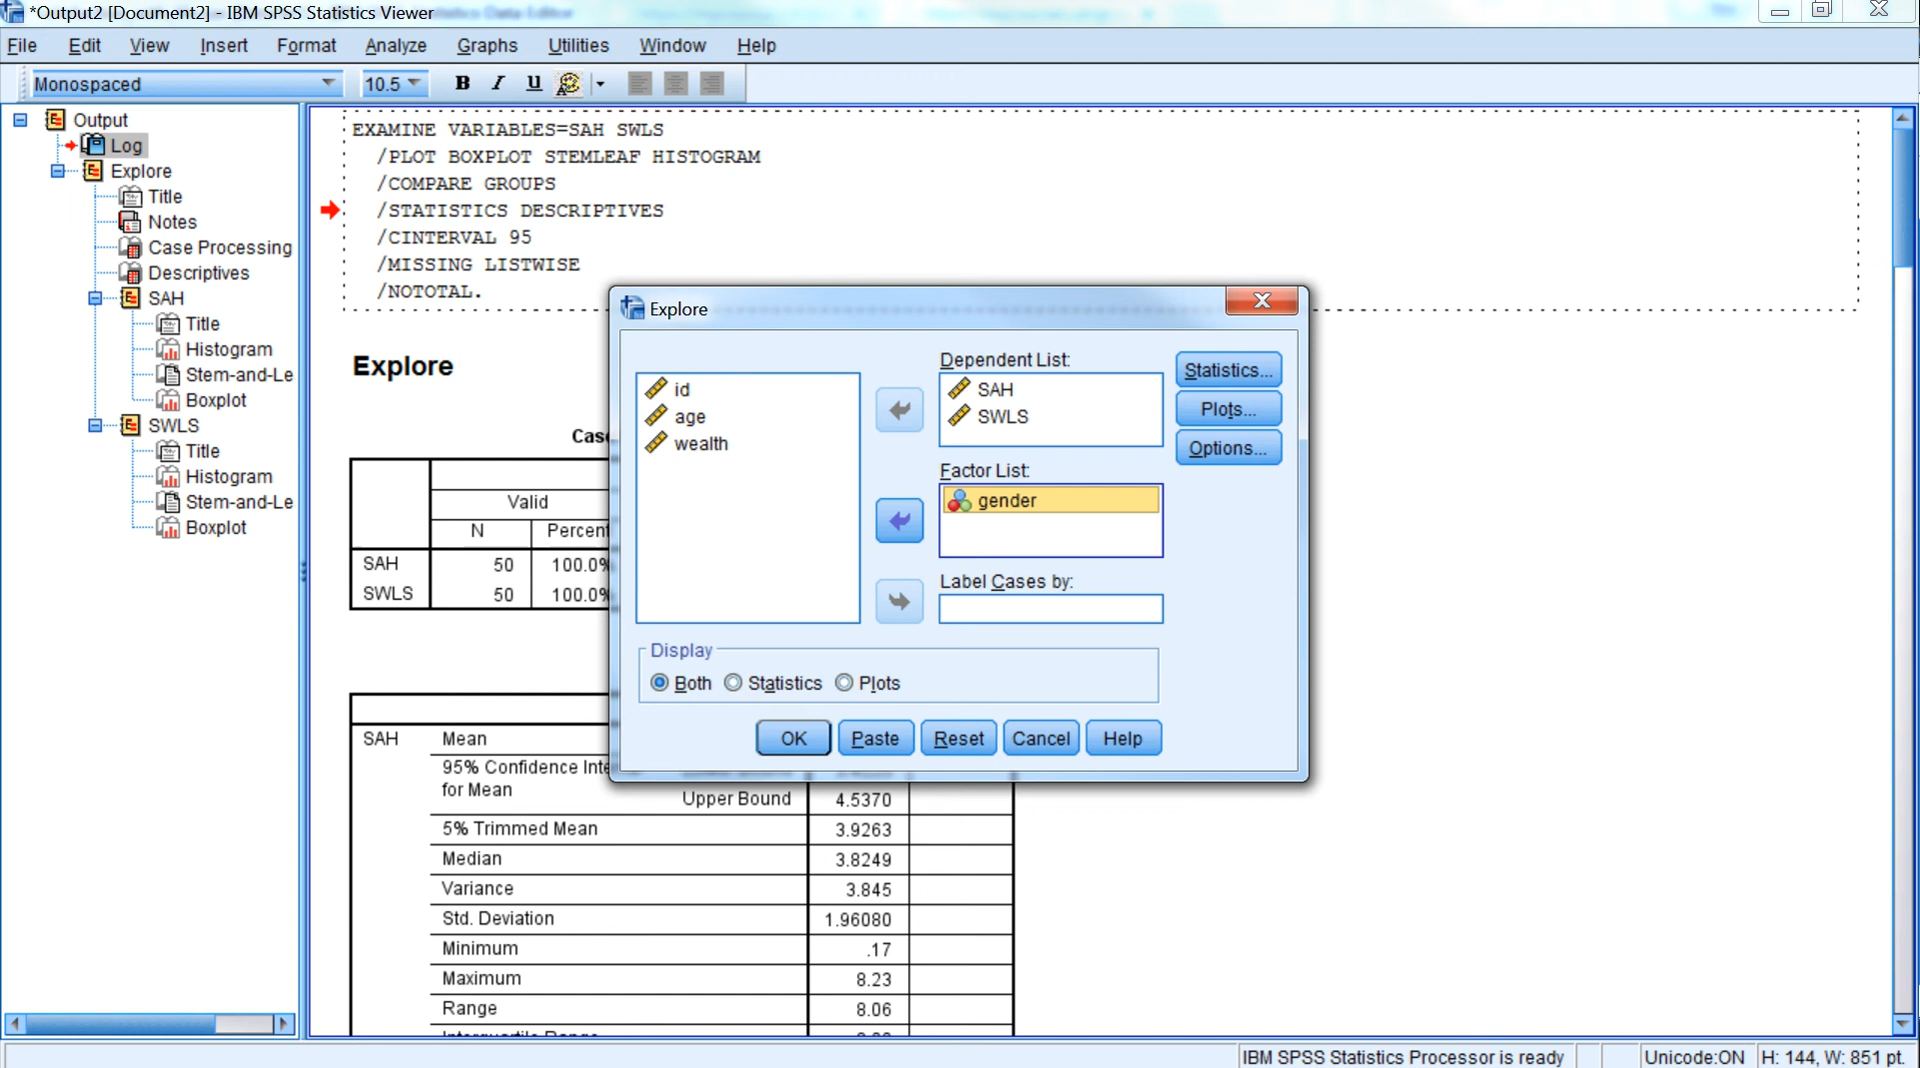 *Output2 [Document2] - IBM SPSS Statistics Viewer
File Edit View Insert Format Analyze Graphs Utilities Window Help
Monospaced 10.5 B I U
Output
Log
Explore
Title
Notes
Case Processing
Descriptives
SAH
Title
Histogram
Stem-and-Le
Boxplot
SWLS
Title
Histogram
Stem-and-Le
Boxplot
EXAMINE VARIABLES=SAH SWLS
/PLOT BOXPLOT STEMLEAF HISTOGRAM
/COMPARE GROUPS
/STATISTICS DESCRIPTIVES
/CINTERVAL 95
/MISSING LISTWISE
/NOTOTAL.
Explore
Valid
N Percent
SAH 50 100.0%
SWLS 50 100.0%
SAH Mean
95% Confidence Inte
for Mean
Upper Bound 4.5370
5% Trimmed Mean 3.9263
Median 3.8249
Variance 3.845
Std. Deviation 1.96080
Minimum .17
Maximum 8.23
Range 8.06
Explore
id
age
wealth
Dependent List:
SAH
SWLS
Factor List:
gender
Label Cases by:
Statistics...
Plots...
Options...
Display
Both Statistics Plots
OK Paste Reset Cancel Help
IBM SPSS Statistics Processor is ready Unicode:ON H: 144, W: 851 pt.